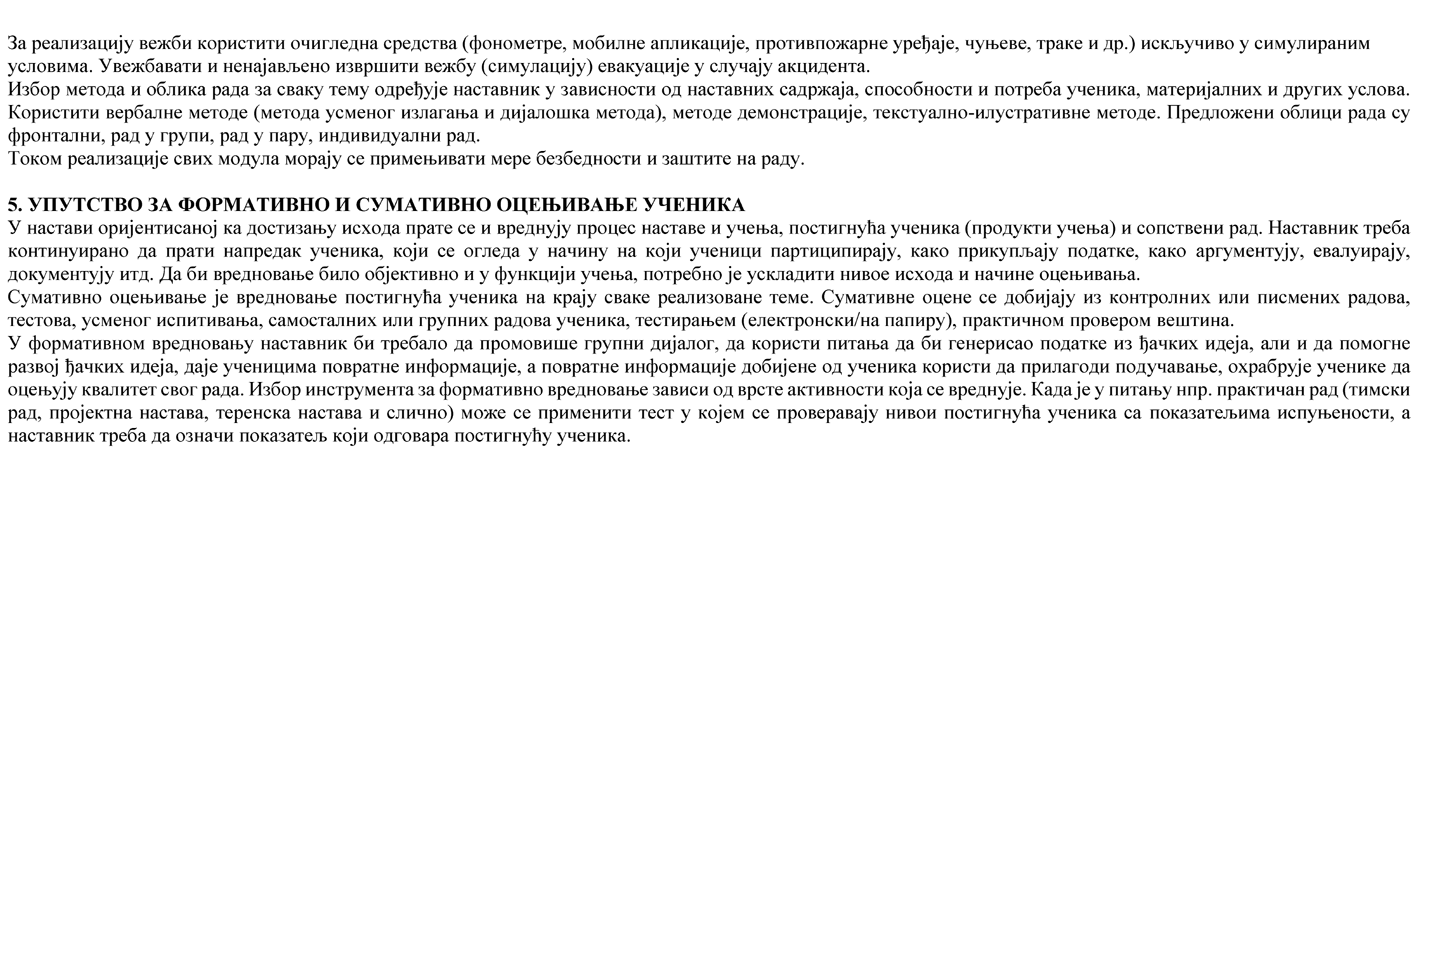 За реализацију вежби користити очигледна средства (фонометре, мобилне апликације, противпожарне уређаје, чуњеве, траке и др.) искључиво у симулираним
условима. Увежбавати и ненајављено извршити вежбу (симулацију) евакуације у случају акцидента.
Избор метода и облика рада за сваку тему одређује наставник у зависности од наставних садржаја, способности и потреба ученика, материјалних и других услова.
Користити вербалне методе (метода усменог излагања и дијалошка метода), методе демонстрације, текстуално-илустративне методе. Предложени облици рада су
фронтални, рад у групи, рад у пару, индивидуални рад.
Током реализације свих модула морају се примењивати мере безбедности и заштите на раду.
5. УПУТСТВО ЗА ФОРМАТИВНО И СУМАТИВНО ОЦЕЊИВАЊЕ УЧЕНИКА
У настави оријентисаној ка достизању исхода прате се и вреднују процес наставе и учења, постигнућа ученика (продукти учења) и сопствени рад. Наставник треба
континуирано да прати напредак ученика, који се огледа у начину на који ученици партиципирају, како прикупљају податке, како аргументују, евалуирају,
документују итд. Да би вредновање било објективно и у функцији учења, потребно је ускладити нивое исхода и начине оцењивања.
Сумативно оцењивање је вредновање постигнућа ученика на крају сваке реализоване теме. Сумативне оцене се добијају из контролних или писмених радова,
тестова, усменог испитивања, самосталних или групних радова ученика, тестирањем (електронски/на папиру), практичном провером вештина.
У формативном вредновању наставник би требало да промовише групни дијалог, да користи питања да би генерисао податке из ђачких идеја, али и да помогне
развој ђачких идеја, даје ученицима повратне информације, а повратне информације добијене од ученика користи да прилагоди подучавање, охрабрује ученике да
оцењују квалитет свог рада. Избор инструмента за формативно вредновање зависи од врсте активности која се вреднује. Када је у питању нпр. практичан рад (тимски
рад, пројектна настава, теренска настава и слично) може се применити тест у којем се проверавају нивои постигнућа ученика са показатељима испуњености, а
наставник треба да означи показатељ који одговара постигнућу ученика.